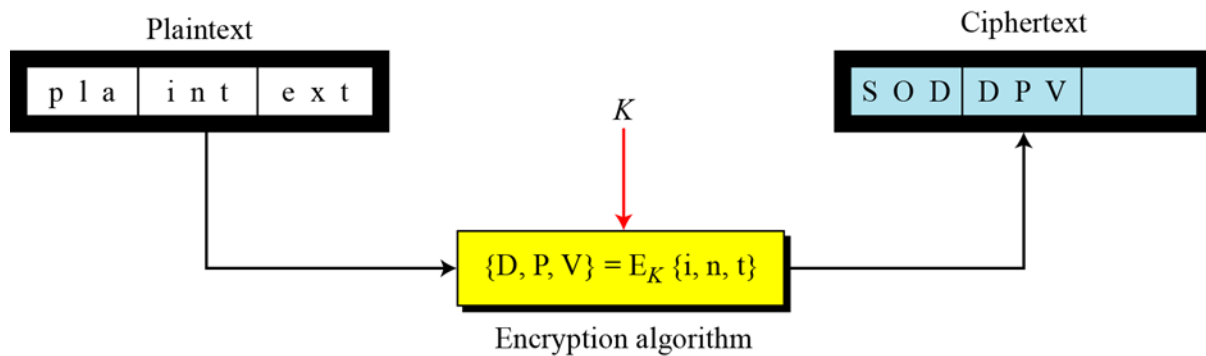 Plaintext
Ciphertext
p l a i n t e x t
S O D D P V
K
{D, P, V} = E_K {i, n, t}
Encryption algorithm